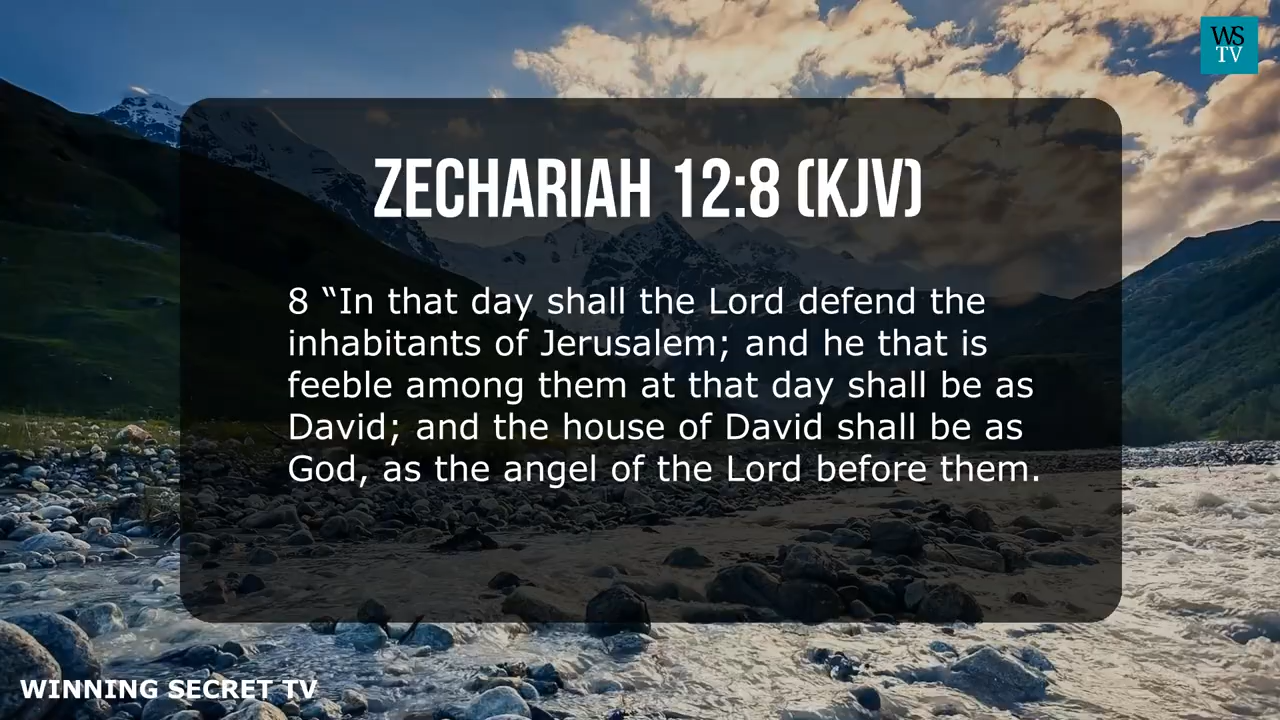 WS
TV
ZECHARIAH 12:8 (KJV)
8 “In that day shall the Lord defend the
inhabitants of Jerusalem; and he that is
feeble among them at that day shall be as
David; and the house of David shall be as
God, as the angel of the Lord before them.
WINNING SECRET TV